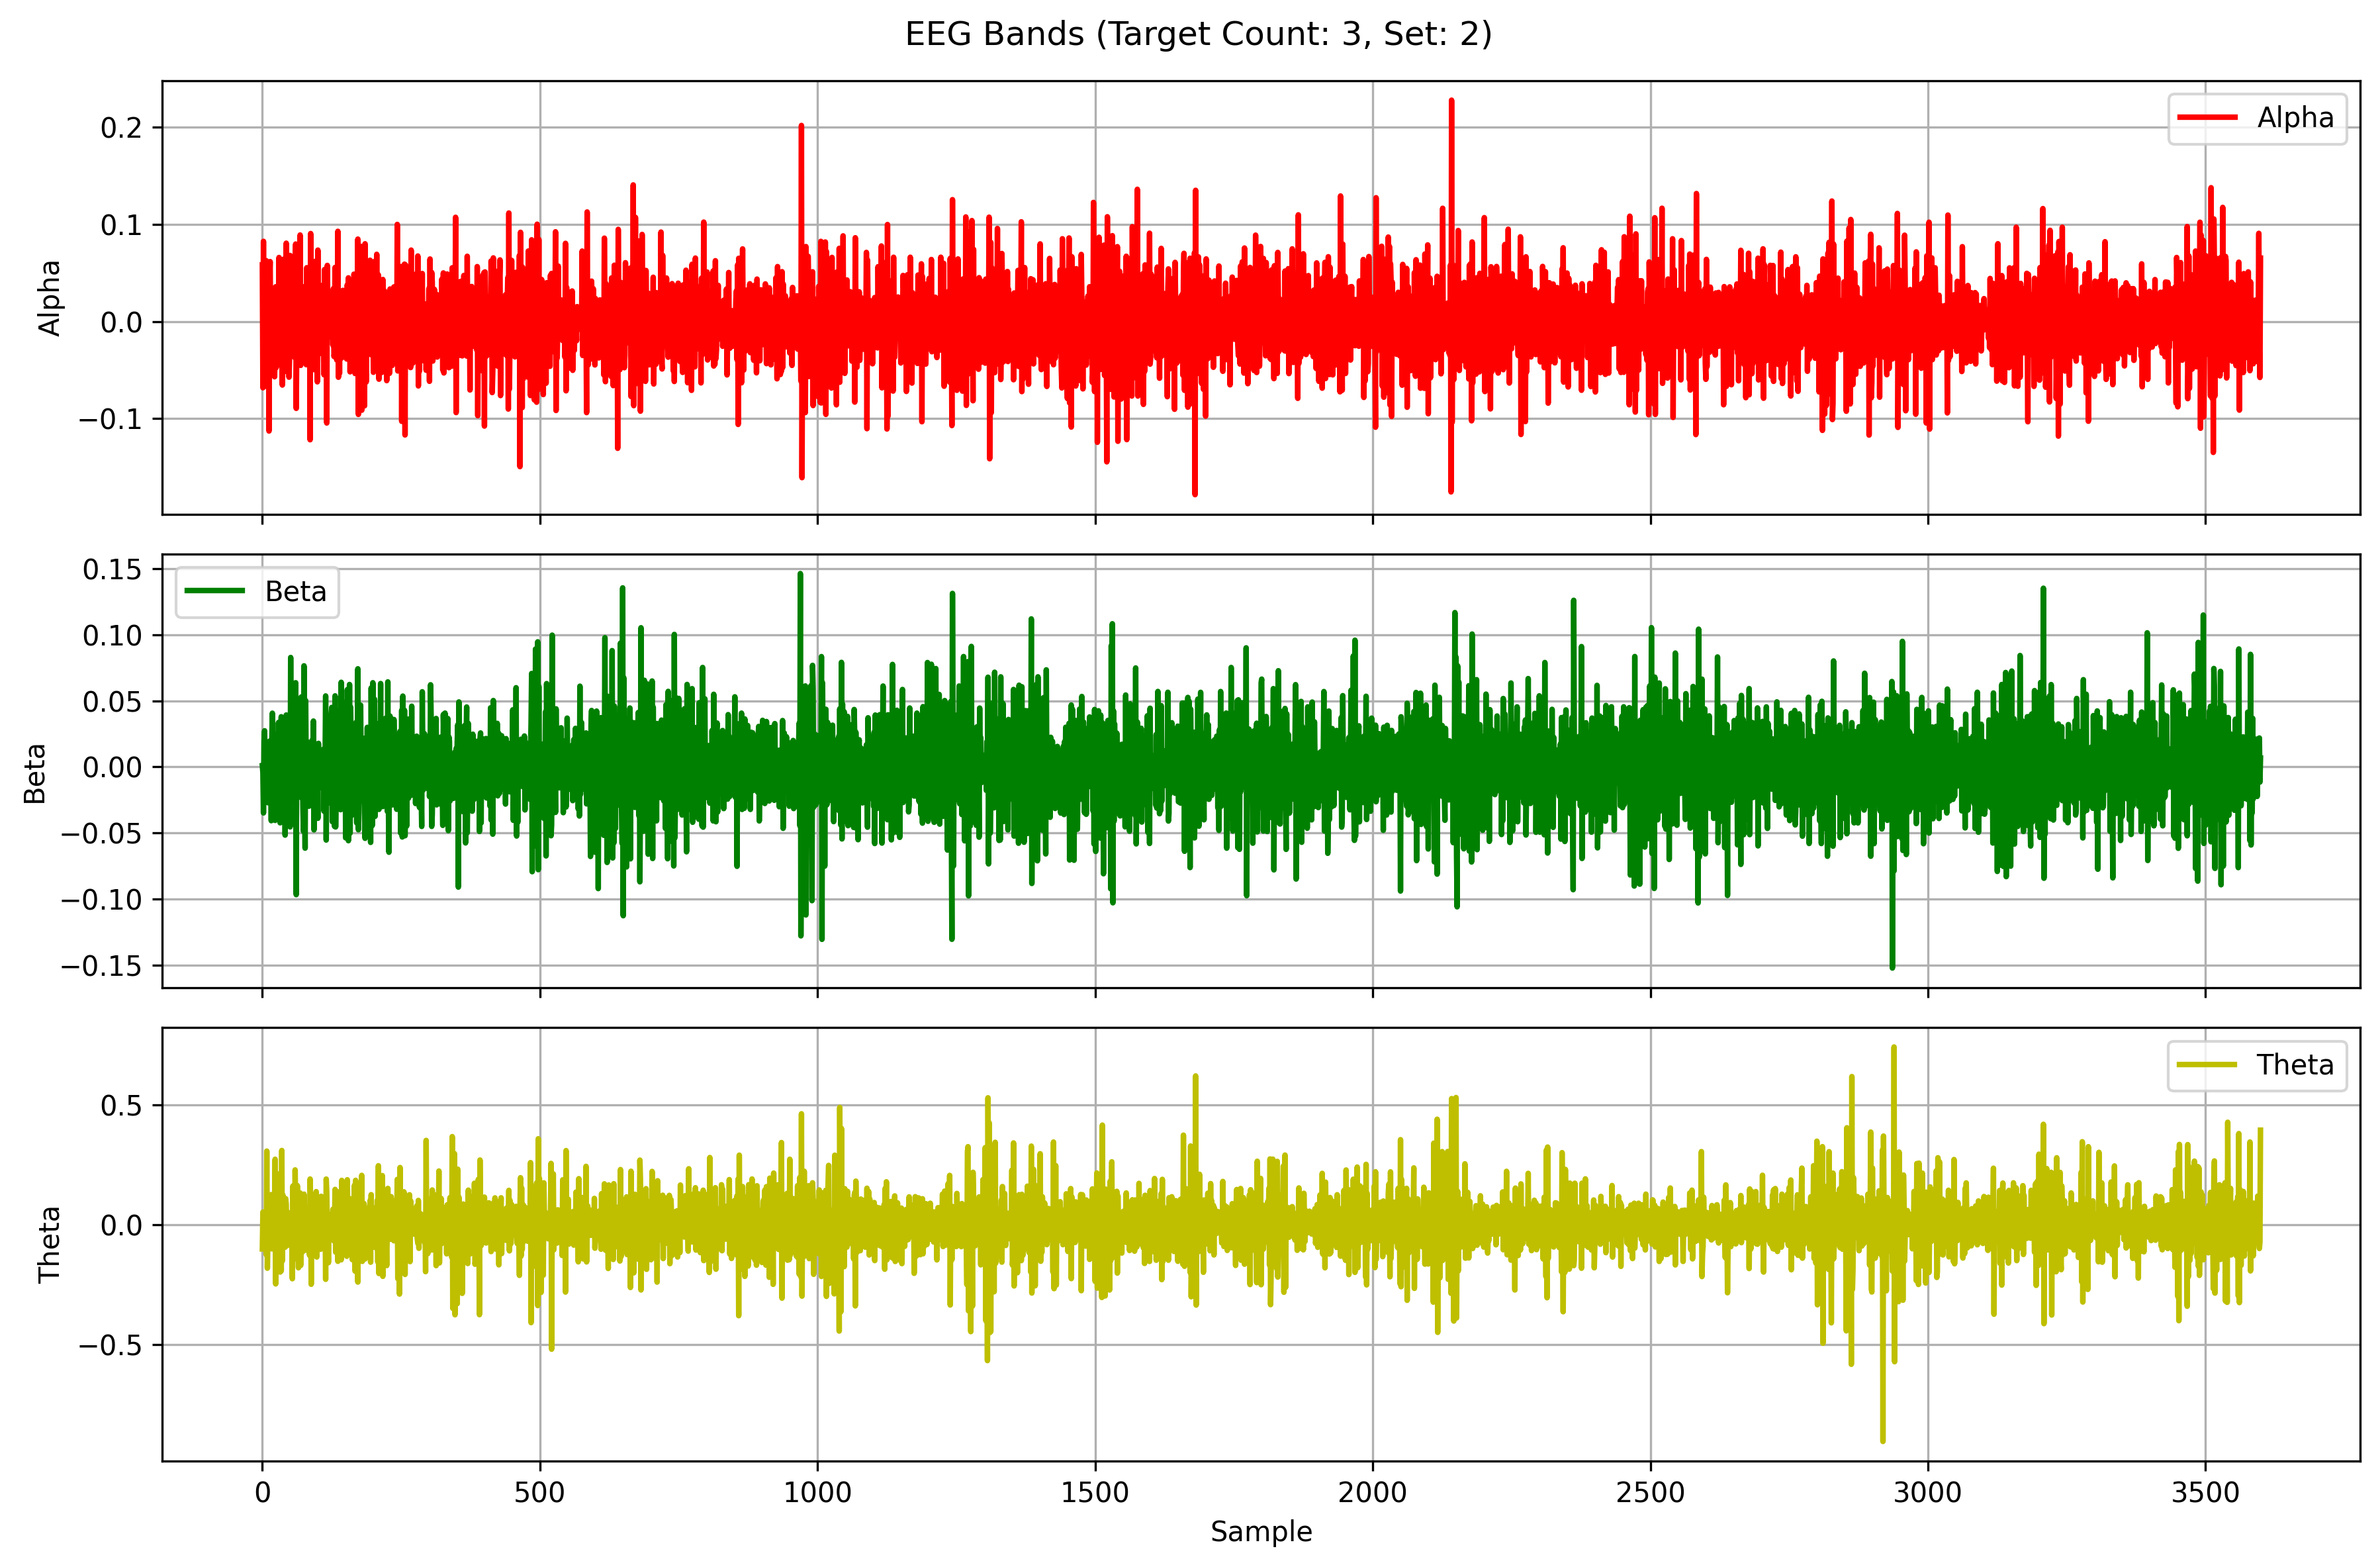 EEG Bands (Target Count: 3, Set: 2)
Alpha
0.2
0.1
0.0
−0.1
Alpha
Beta
0.15
0.10
0.05
0.00
−0.05
−0.10
−0.15
Beta
Theta
0.5
0.0
−0.5
Theta
0 500 1000 1500 2000 2500 3000 3500
Sample